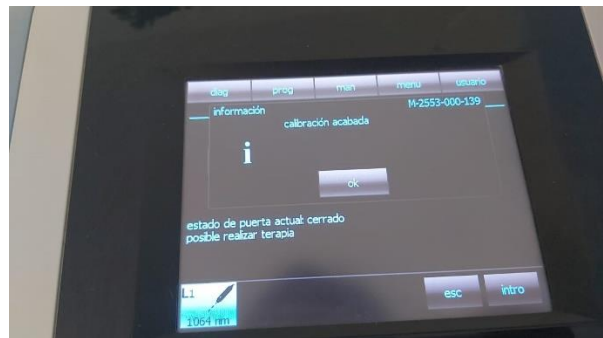 diag prog man menu usuario
información M-2553-000-139
calibración acabada
i
ok
estado de puerta actual: cerrado
posible realizar terapia
L1
1064 nm
esc intro